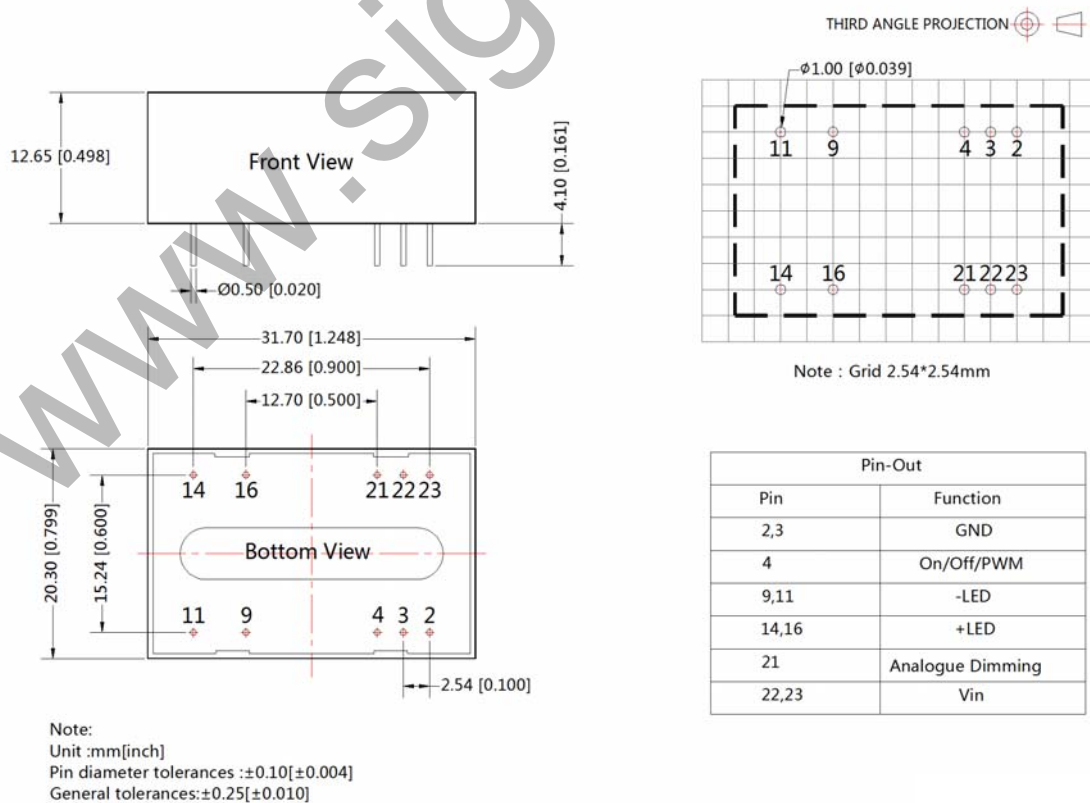 THIRD ANGLE PROJECTION
www.sig
12.65 [0.498]
Front View
4.10 [0.161]
Ø0.50 [0.020]
ϕ1.00 [ϕ0.039]
11 9 4 3 2
14 16 21 22 23
Note : Grid 2.54*2.54mm
31.70 [1.248]
22.86 [0.900]
12.70 [0.500]
14 16 21 22 23
20.30 [0.799]
15.24 [0.600]
Bottom View
11 9 4 3 2
2.54 [0.100]
Note:
Unit :mm[inch]
Pin diameter tolerances :±0.10[±0.004]
General tolerances:±0.25[±0.010]
Pin-Out
Pin Function
2,3 GND
4 On/Off/PWM
9,11 -LED
14,16 +LED
21 Analogue Dimming
22,23 Vin